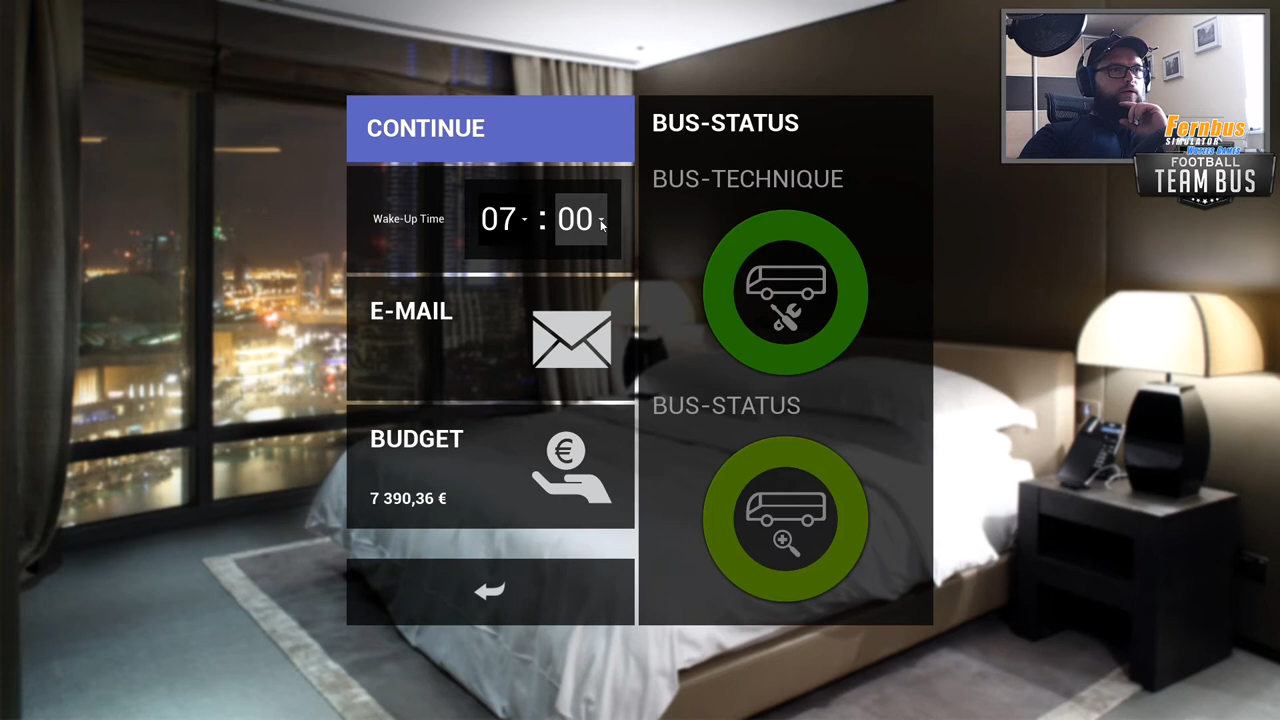 CONTINUE
Wake-Up Time
07 : 00
E-MAIL
BUDGET
7 390,36 €
BUS-STATUS
BUS-TECHNIQUE
BUS-STATUS
Fernbus
SIMULATOR
FOOTBALL
TEAM BUS